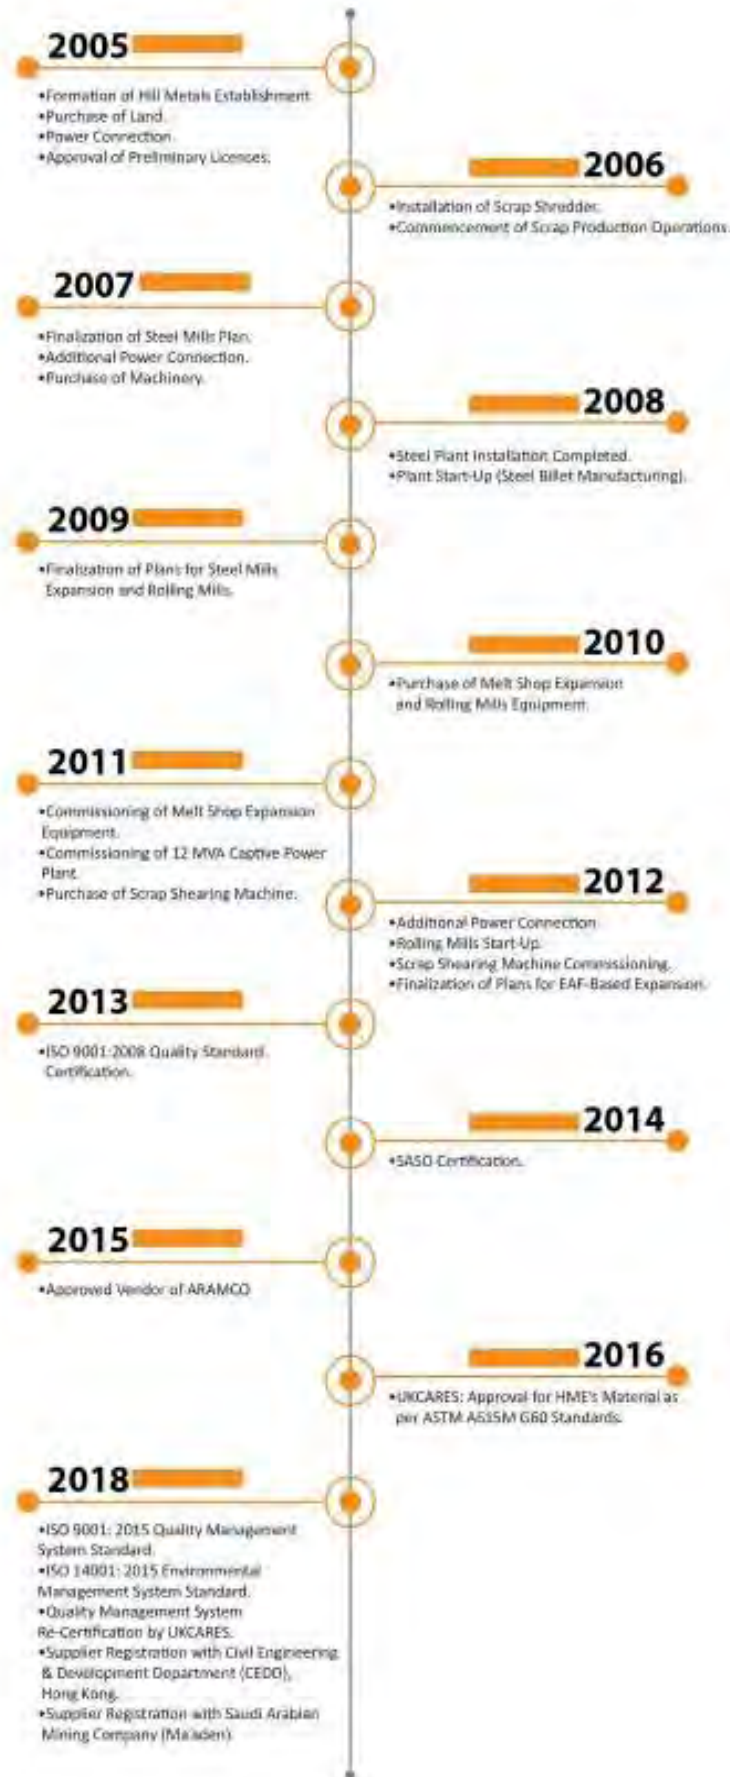 2005
•Formation of Hill Metals Establishment
•Purchase of Land.
•Power Connection
•Approval of Preliminary Licenses.
2006
•Installation of Scrap Shredder.
•Commencement of Scrap Production Operations.
2007
•Finalization of Steel Mills Plan.
•Additional Power Connection.
•Purchase of Machinery.
2008
•Steel Plant Installation Completed.
•Plant Start-Up (Steel Billet Manufacturing).
2009
•Finalization of Plans for Steel Mills
Expansion and Rolling Mills.
2010
•Purchase of Melt Shop Expansion
and Rolling Mills Equipment.
2011
•Commissioning of Melt Shop Expansion
Equipment.
•Commissioning of 12 MVA Captive Power
Plant.
•Purchase of Scrap Shearing Machine.
2012
•Additional Power Connection
•Rolling Mills Start-Up.
•Scrap Shearing Machine Commissioning.
•Finalization of Plans for EAF-Based Expansion.
2013
•ISO 9001:2008 Quality Standard
Certification.
2014
•SASO Certification.
2015
•Approved Vendor of ARAMCO
2016
•UKCARES: Approval for HME's Material as
per ASTM A615M G60 Standards.
2018
•ISO 9001: 2015 Quality Management
System Standard.
•ISO 14001: 2015 Environmental
Management System Standard.
•Quality Management System
Re-Certification by UKCARES.
•Supplier Registration with Civil Engineering
& Development Department (CEDD),
Hong Kong.
•Supplier Registration with Saudi Arabian
Mining Company (Ma'aden)